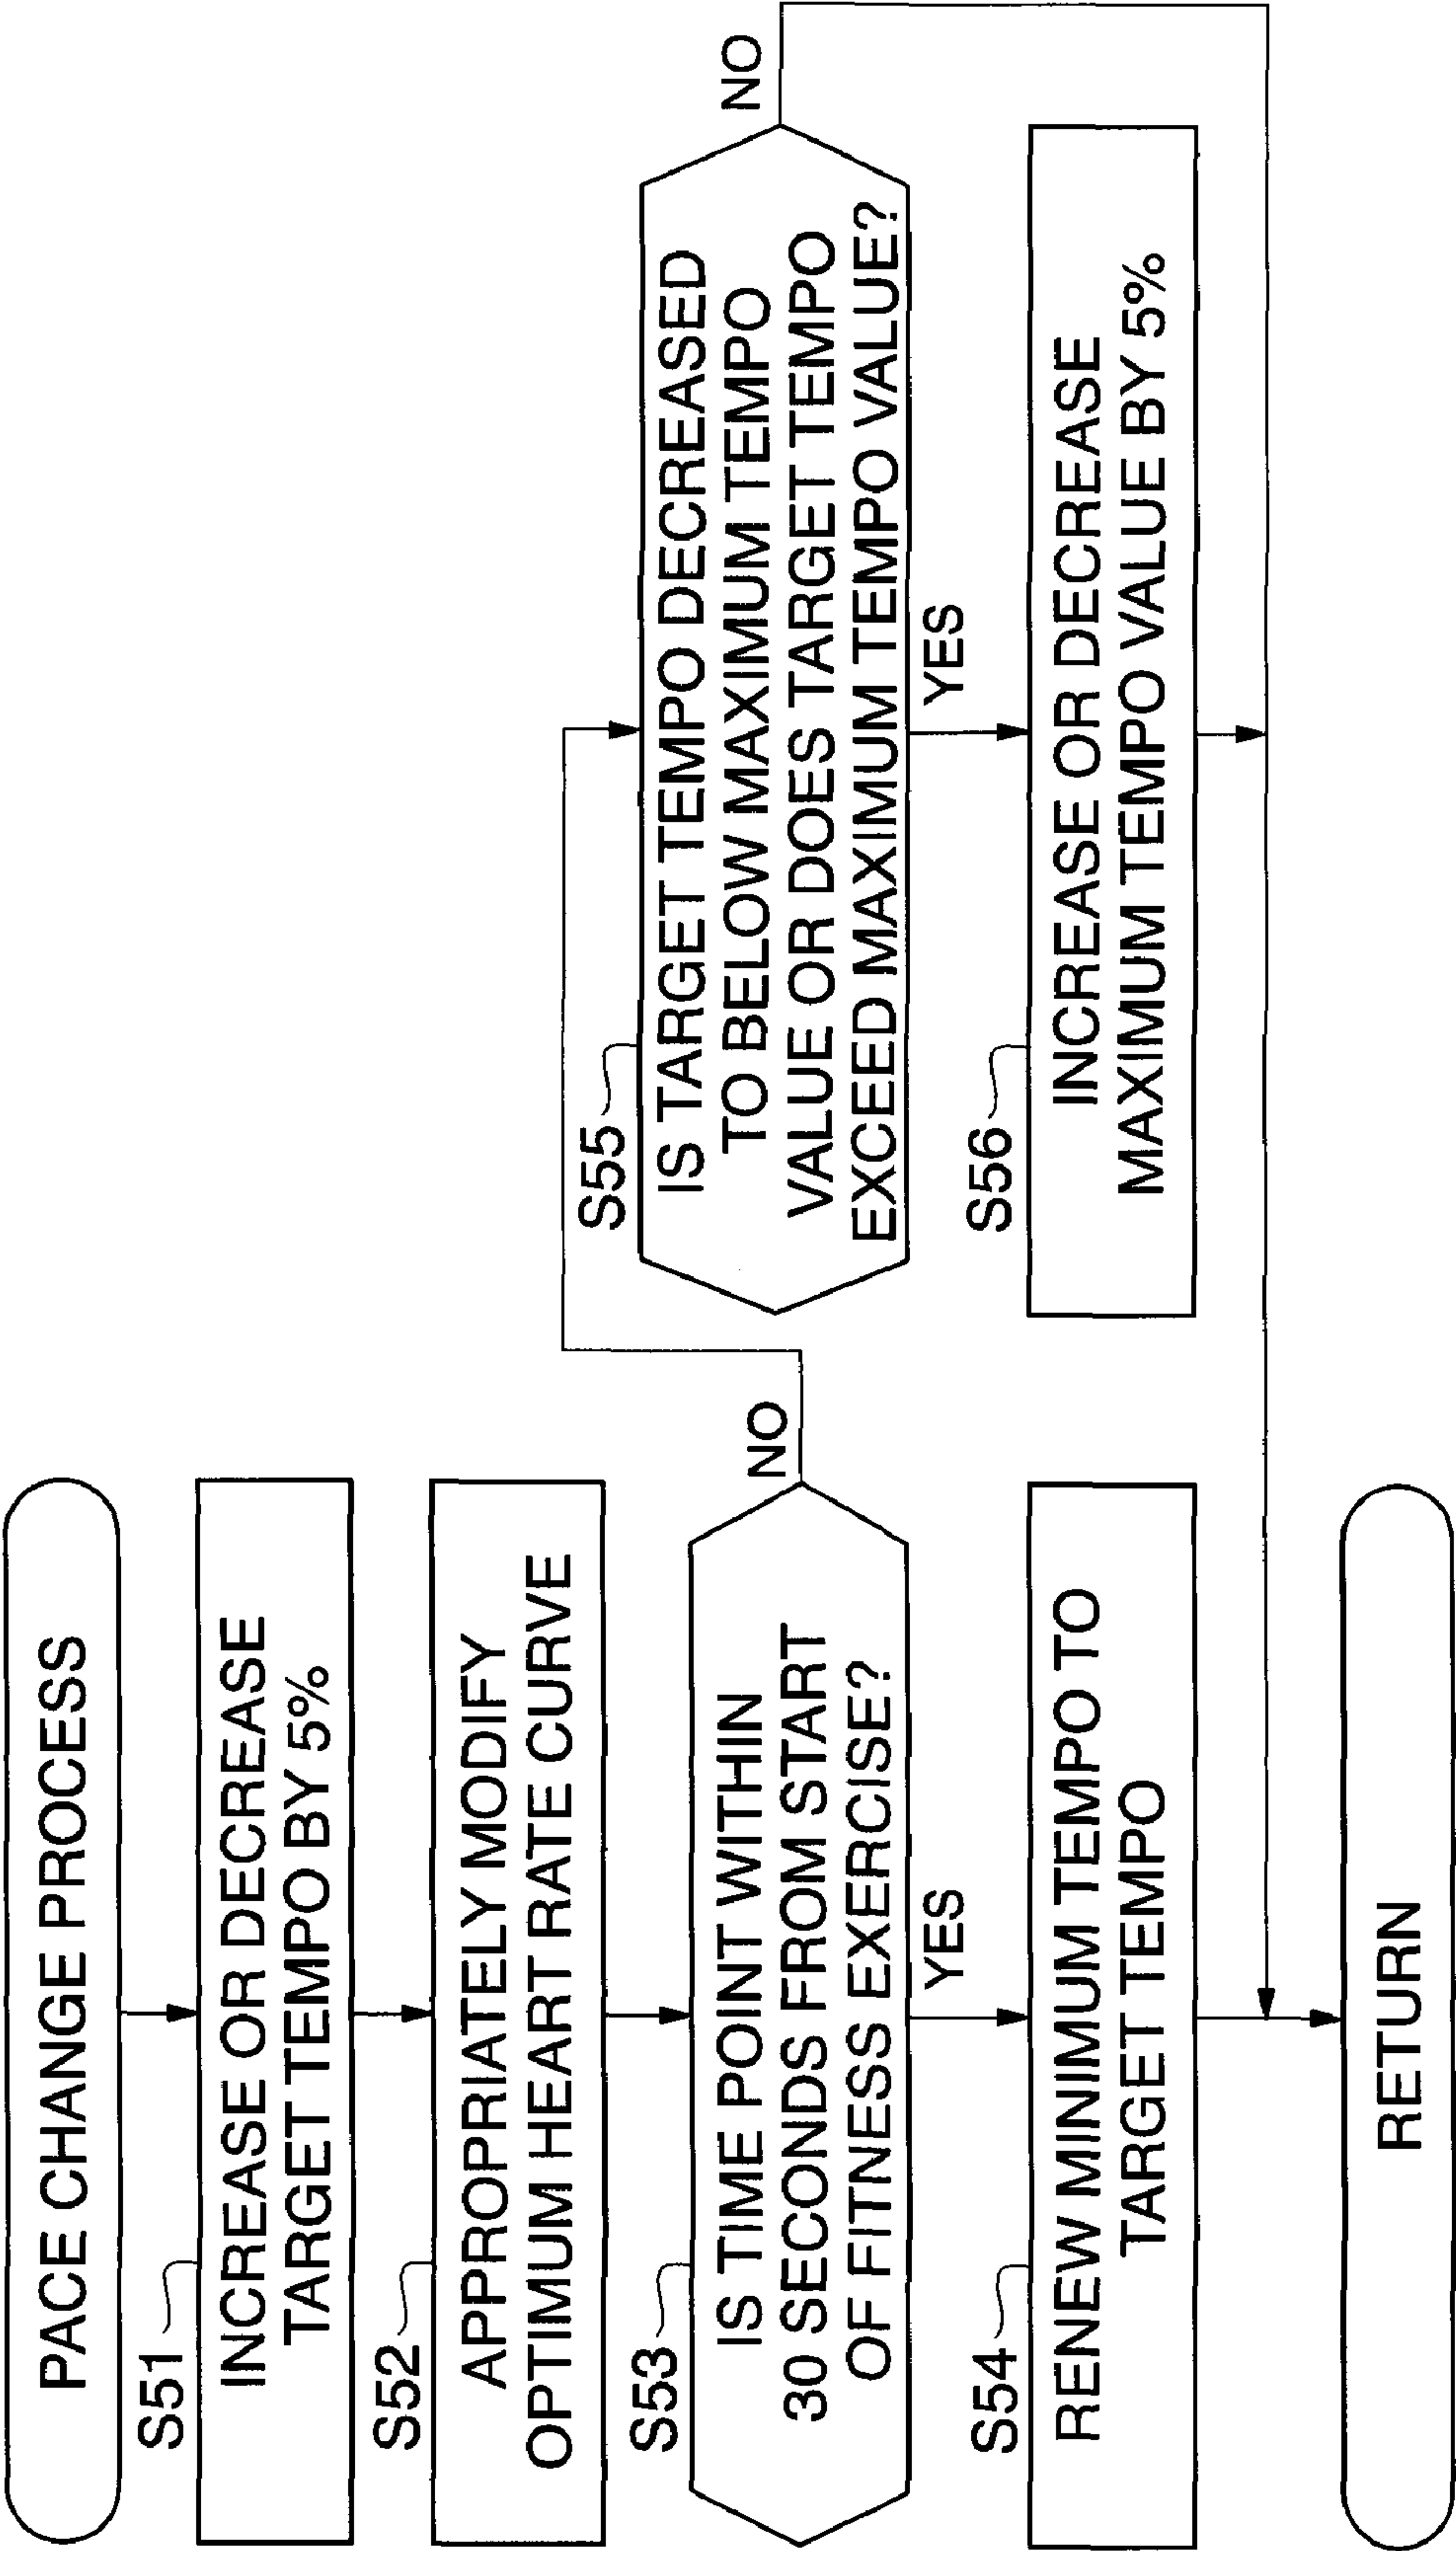 PACE CHANGE PROCESS
S51
INCREASE OR DECREASE
TARGET TEMPO BY 5%
S52
APPROPRIATELY MODIFY
OPTIMUM HEART RATE CURVE
S53
IS TIME POINT WITHIN
30 SECONDS FROM START
OF FITNESS EXERCISE?
NO
YES
S54
RENEW MINIMUM TEMPO TO
TARGET TEMPO
S55
IS TARGET TEMPO DECREASED
TO BELOW MAXIMUM TEMPO
VALUE OR DOES TARGET TEMPO
EXCEED MAXIMUM TEMPO VALUE?
NO
YES
S56
INCREASE OR DECREASE
MAXIMUM TEMPO VALUE BY 5%
RETURN